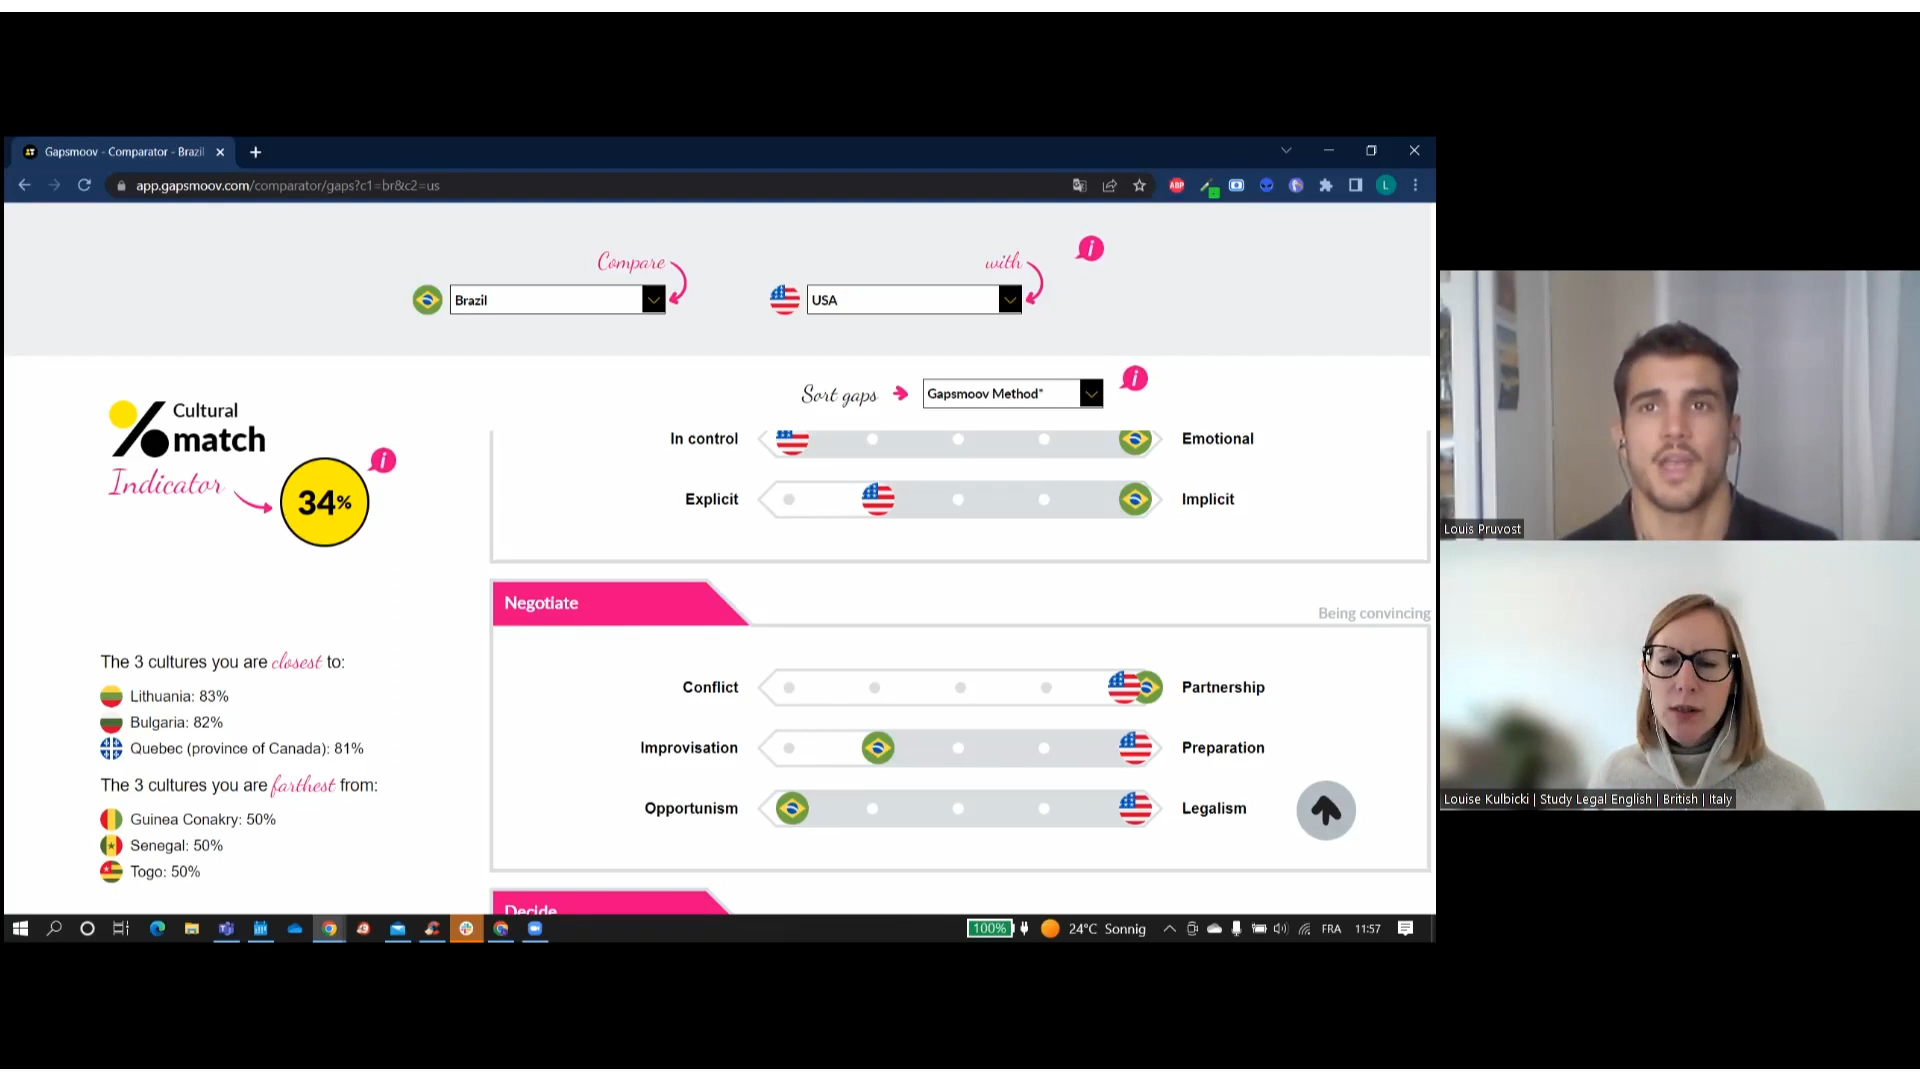 Gapsmoov - Comparator - Brazil
app.gapsmoov.com/comparator/gaps?c1=br&c2=us
ABP
L
Compare
with
i
Brazil
USA
Sort gaps
Gapsmoov Method*
i
Cultural
match
Indicator
i
34%
In control
Emotional
Explicit
Implicit
Negotiate
Being convincing
Conflict
Partnership
Improvisation
Preparation
Opportunism
Legalism
Decide
The 3 cultures you are closest to:
Lithuania: 83%
Bulgaria: 82%
Quebec (province of Canada): 81%
The 3 cultures you are farthest from:
Guinea Conakry: 50%
Senegal: 50%
Togo: 50%
100%
24°C Sonnig
FRA
11:57
Louis Pruvost
Louise Kulbicki | Study Legal English | British | Italy